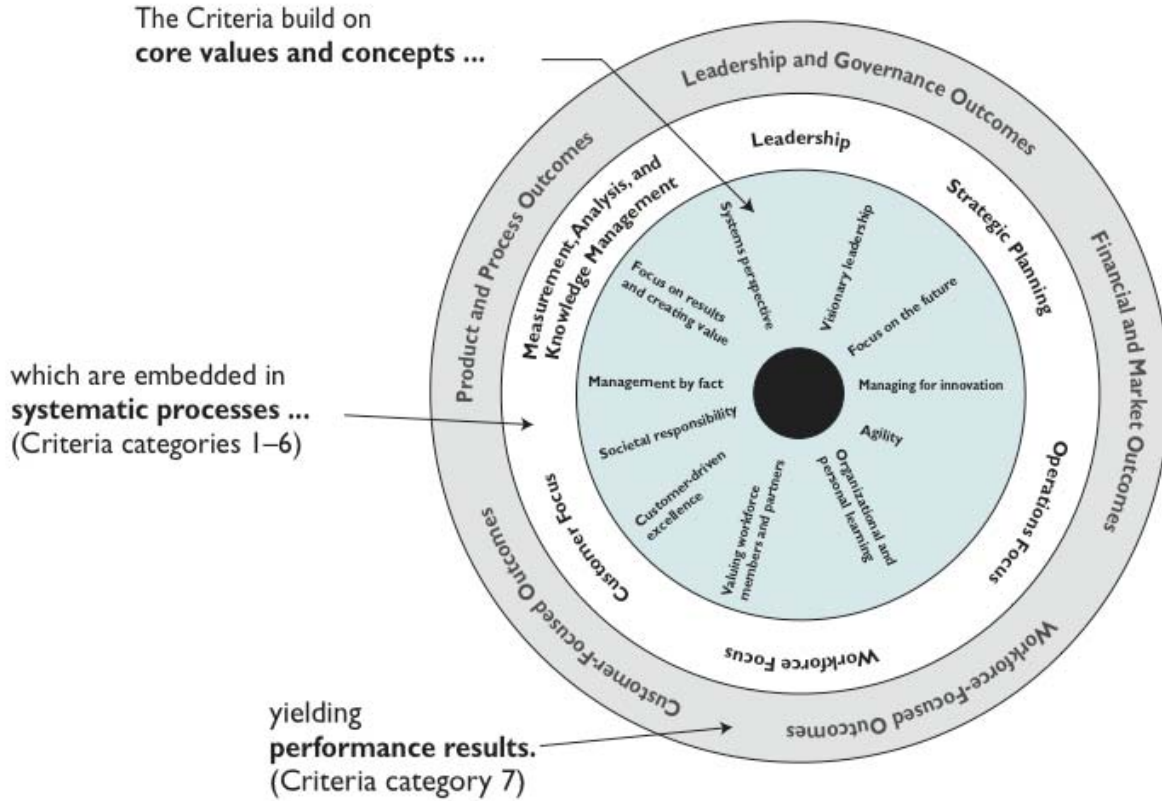 The Criteria build on
core values and concepts ...
which are embedded in
systematic processes ...
(Criteria categories 1–6)
yielding
performance results.
(Criteria category 7)
Leadership and Governance Outcomes
Financial and Market Outcomes
Workforce-Focused Outcomes
Customer-Focused Outcomes
Product and Process Outcomes
Leadership
Strategic Planning
Operations Focus
Workforce Focus
Customer Focus
Measurement, Analysis, and
Knowledge Management
Systems perspective
Visionary leadership
Focus on the future
Managing for innovation
Agility
Organizational and
personal learning
Valuing workforce
members and partners
Customer-driven
excellence
Societal responsibility
Management by fact
Focus on results
and creating value